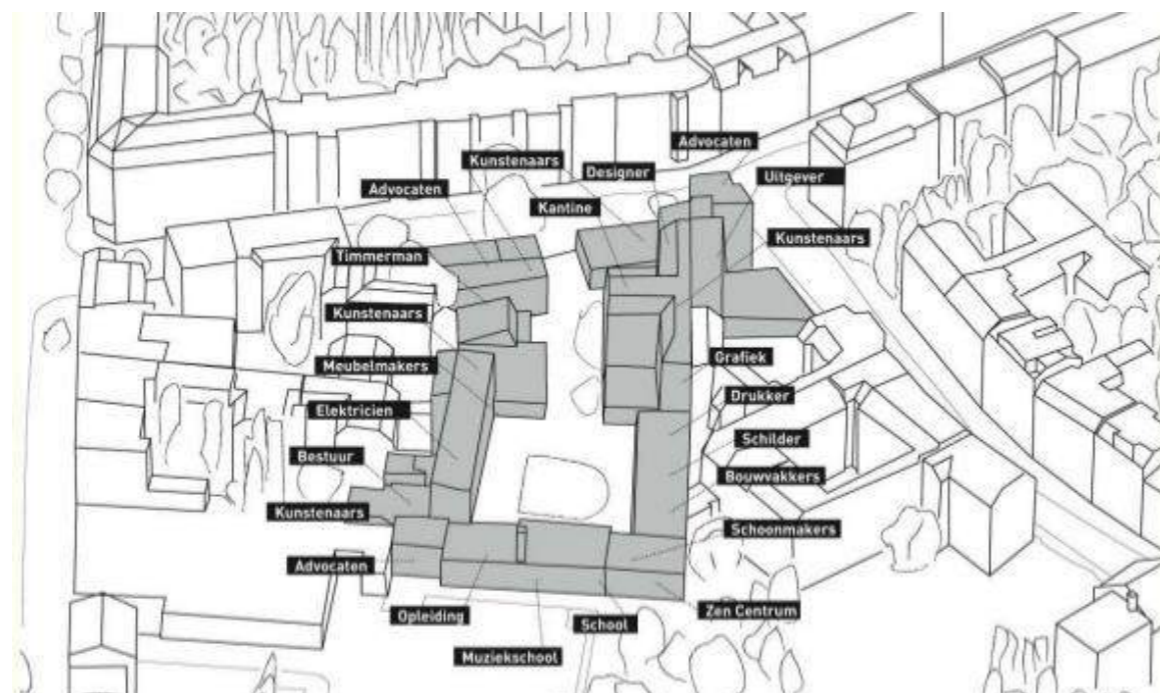 Advocaten
Kunstenaars
Designer
Uitgever
Advocaten
Kantine
Kunstenaars
Timmerman
Kunstenaars
Meubelmakers
Grafiek
Drukker
Elektricien
Schilder
Bestuur
Bouwvakkers
Kunstenaars
Schoonmakers
Advocaten
Opleiding
School
Zen Centrum
Muziekschool